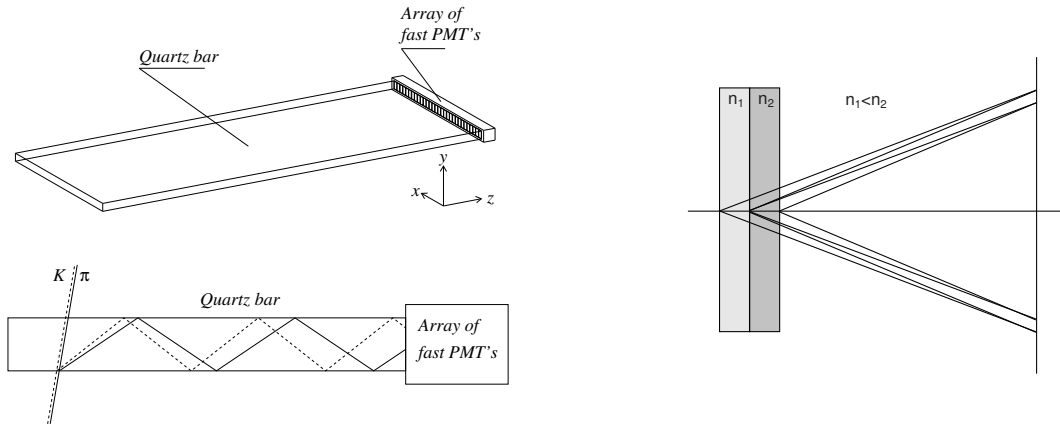 Array of
fast PMT's
Quartz bar
y
x
z
K π
Quartz bar
Array of
fast PMT's
n1 n2 n1<n2